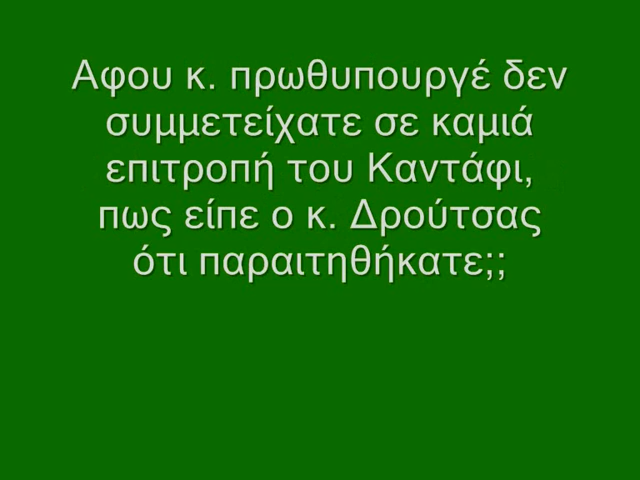 Αφου κ. πρωθυπουργέ δεν
συμμετείχατε σε καμιά
επιτροπή του Καντάφι,
πως είπε ο κ. Δρούτσας
ότι παραιτηθήκατε;;